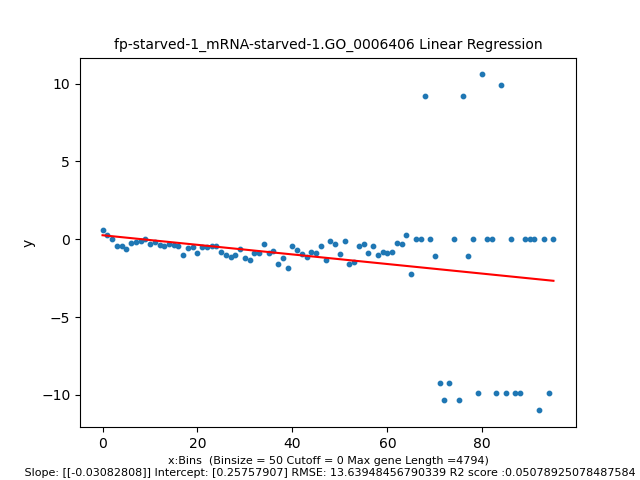 fp-starved-1_mRNA-starved-1.GO_0006406 Linear Regression
10
5
0
−5
−10
y
0 20 40 60 80
x:Bins (Binsize = 50 Cutoff = 0 Max gene Length =4794)
Slope: [[-0.03082808]] Intercept: [0.25757907] RMSE: 13.63948456790339 R2 score :0.05078925078487584